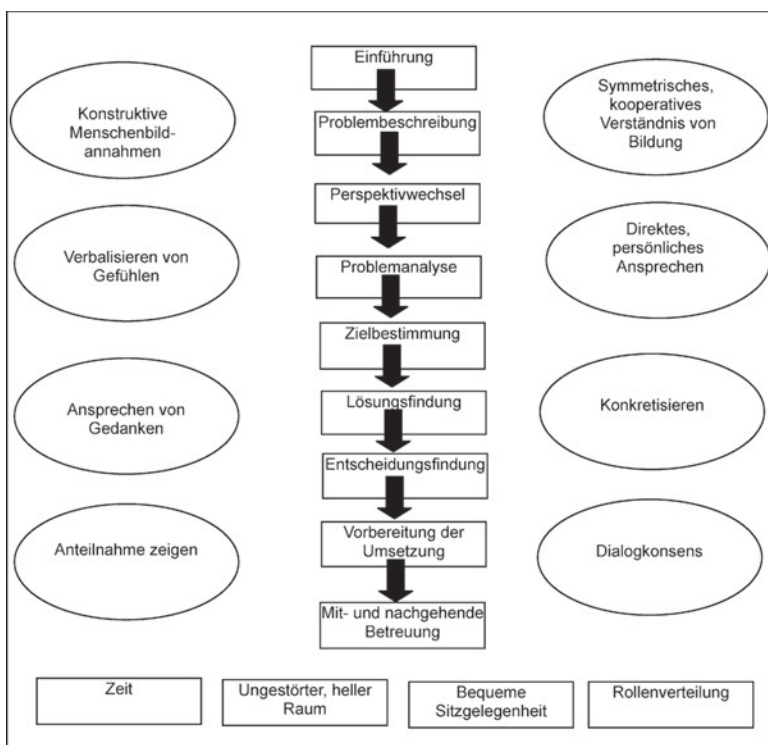 Einführung
Problembeschreibung
Perspektivwechsel
Problemanalyse
Zielbestimmung
Lösungsfindung
Entscheidungsfindung
Vorbereitung der
Umsetzung
Mit- und nachgehende
Betreuung
Konstruktive
Menschenbild-
annahmen
Verbalisieren von
Gefühlen
Ansprechen von
Gedanken
Anteilnahme zeigen
Symmetrisches,
kooperatives
Verständnis von
Bildung
Direktes,
persönliches
Ansprechen
Konkretisieren
Dialogkonsens
Zeit
Ungestörter, heller
Raum
Bequeme
Sitzgelegenheit
Rollenverteilung